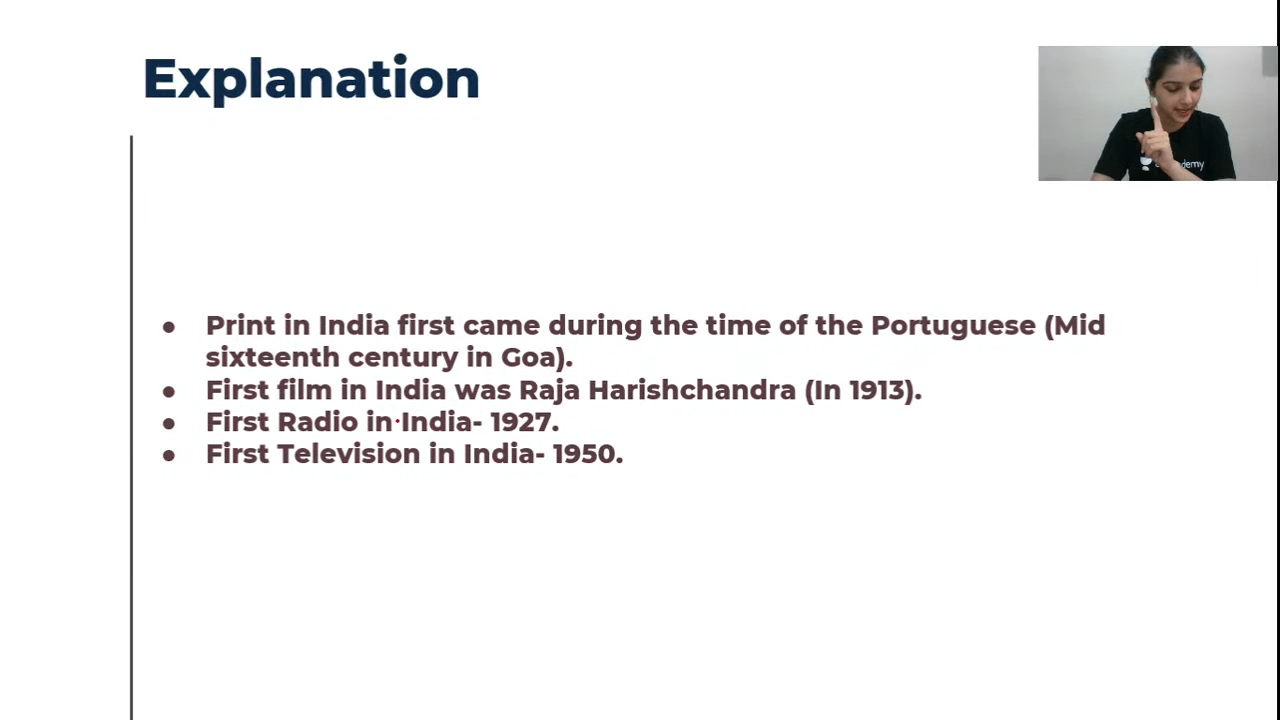 Explanation
● Print in India first came during the time of the Portuguese (Mid
sixteenth century in Goa).
● First film in India was Raja Harishchandra (In 1913).
● First Radio in India- 1927.
● First Television in India- 1950.